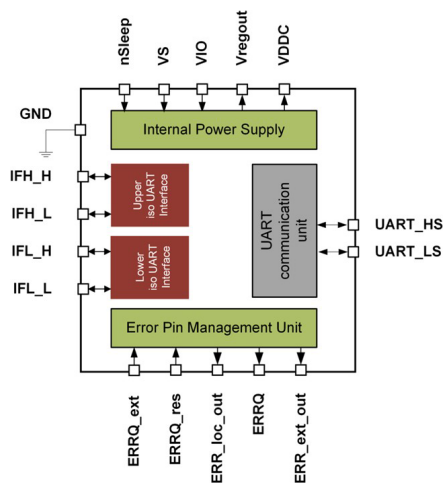 nSleep
VS
VIO
Vregout
VDDC
GND
Internal Power Supply
IFH_H
IFH_L
IFL_H
IFL_L
Upper
iso UART
Interface
Lower
iso UART
Interface
UART
communication
unit
UART_HS
UART_LS
Error Pin Management Unit
ERRQ_ext
ERRQ_res
ERR_loc_out
ERRQ
ERR_ext_out